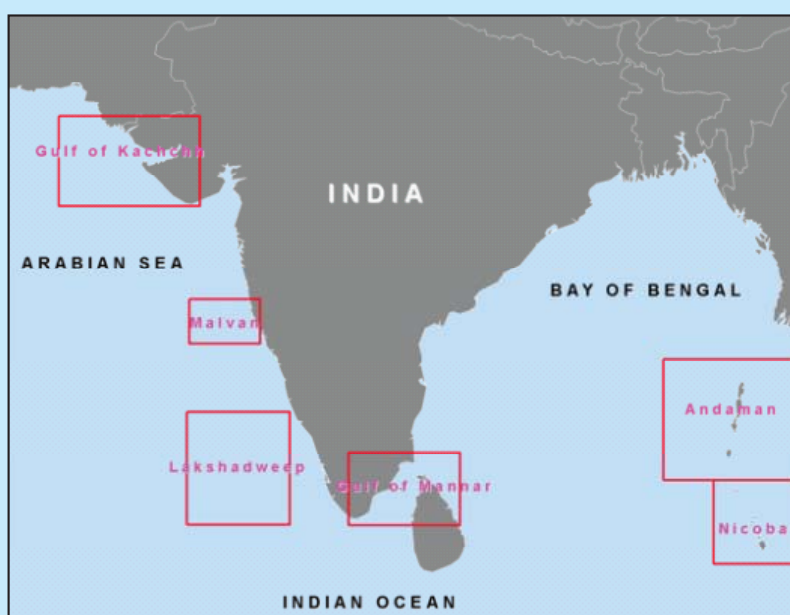 Gulf of Kachchh
INDIA
ARABIAN SEA
BAY OF BENGAL
Malvan
Andaman
Lakshadweep
Gulf of Mannar
Nicoba
INDIAN OCEAN